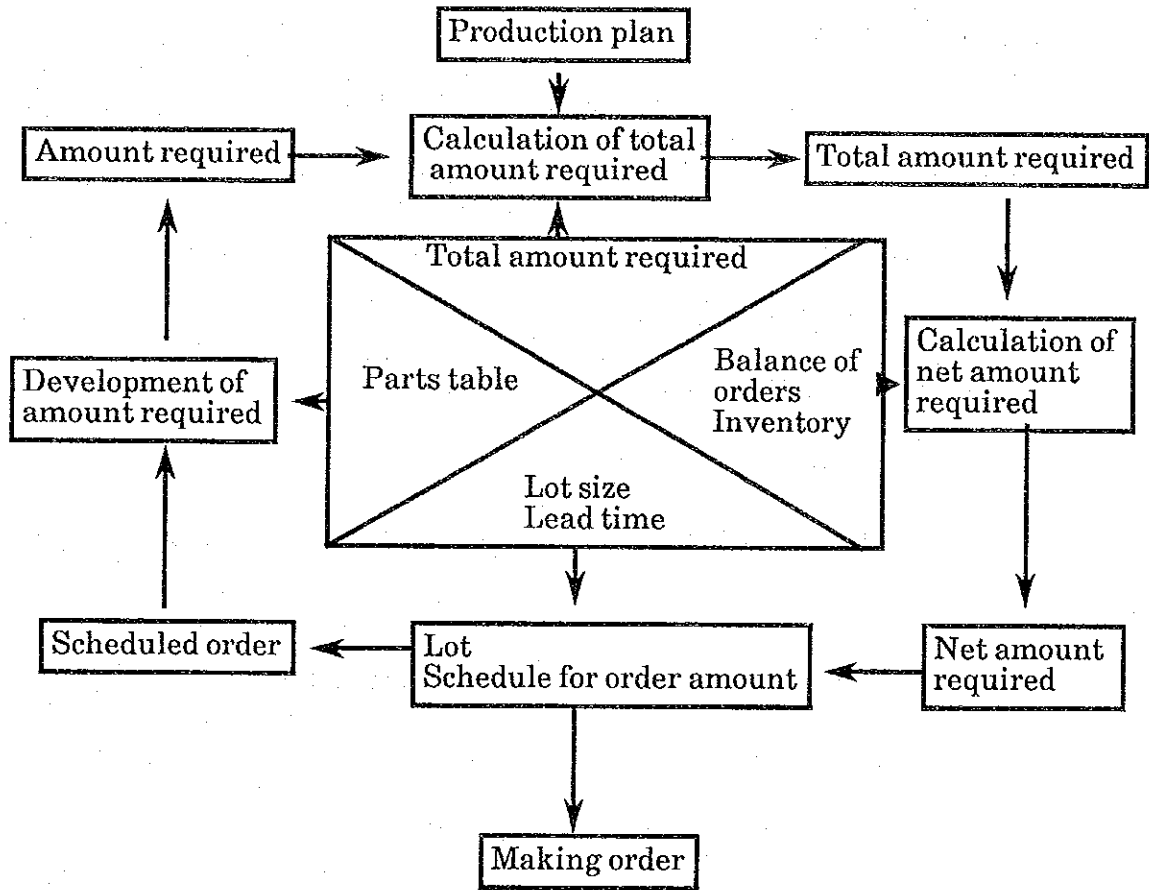 Production plan
Amount required
Calculation of total
amount required
Total amount required
Total amount required
Parts table
Balance of
orders
Inventory
Lot size
Lead time
Development of
amount required
Calculation of
net amount
required
Scheduled order
Lot
Schedule for order amount
Net amount
required
Making order